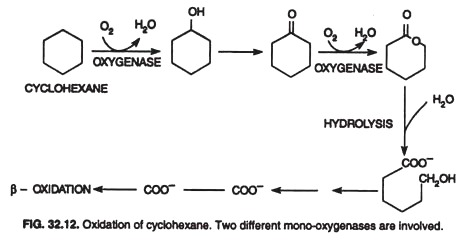 OH
O₂ H₂O
OXYGENASE
CYCLOHEXANE
O
O₂ H₂O
OXYGENASE
O
O
H₂O
HYDROLYSIS
COO⁻
CH₂OH
β – OXIDATION COO⁻ COO⁻
FIG. 32.12. Oxidation of cyclohexane. Two different mono-oxygenases are involved.